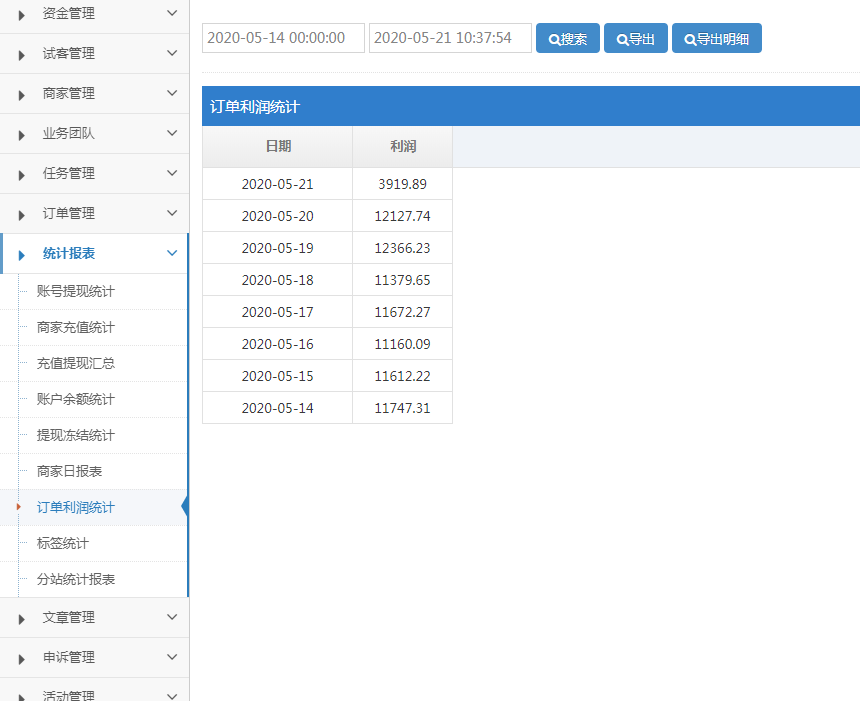 资金管理
试客管理
商家管理
业务团队
任务管理
订单管理
统计报表
账号提现统计
商家充值统计
充值提现汇总
账户余额统计
提现冻结统计
商家日报表
订单利润统计
标签统计
分站统计报表
文章管理
申诉管理
活动管理
2020-05-14 00:00:00 2020-05-21 10:37:54 搜索 导出 导出明细
订单利润统计
日期 利润
2020-05-21 3919.89
2020-05-20 12127.74
2020-05-19 12366.23
2020-05-18 11379.65
2020-05-17 11672.27
2020-05-16 11160.09
2020-05-15 11612.22
2020-05-14 11747.31